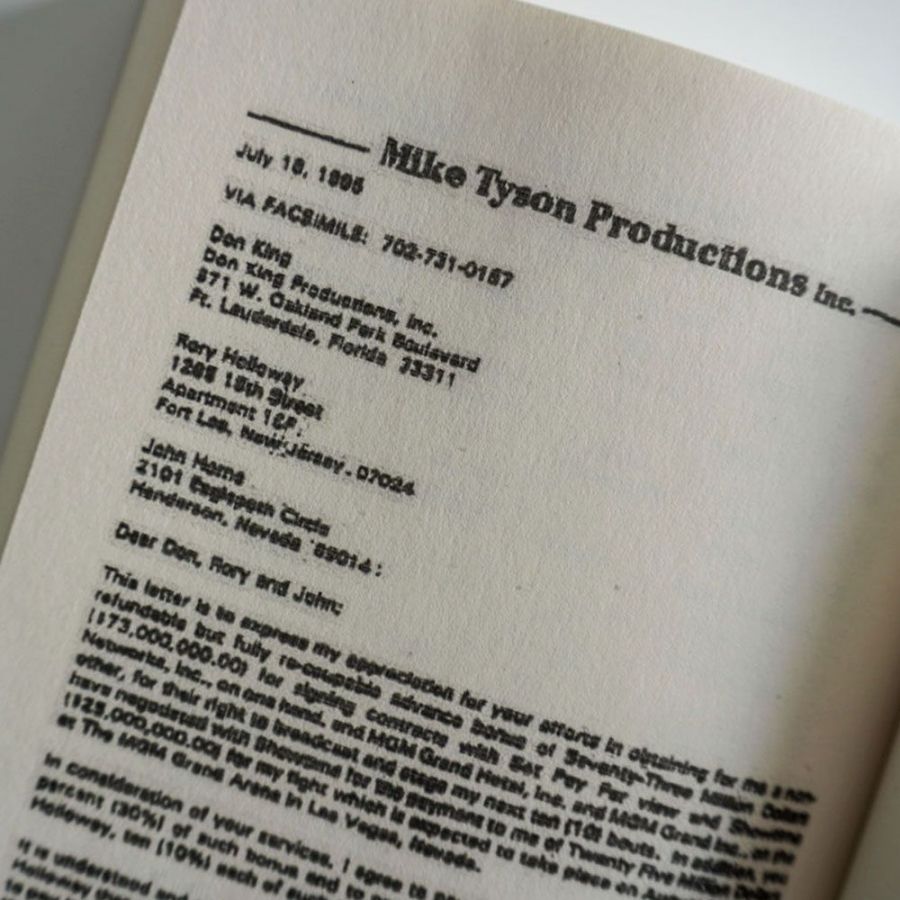 Mike Tyson Productions Inc.
July 18, 1995
VIA FACSIMILE: 702-731-0187
Don King
Don King Productions, Inc.
871 W. Oakland Park Boulevard
Ft. Lauderdale, Florida 33311
Rory Holloway
1285 15th Street
Apartment 16F
Fort Lee, New Jersey 07024
John Horne
2101 Eaglepath Circle
Henderson, Nevada 89014
Dear Don, Rory and John:
This letter is to express my appreciation for your efforts in obtaining for me a non-
refundable but fully re-coupable advance bonus of Seventy-Three Million Dollars
($73,000,000.00) for signing contracts with Set Pay Per view and Showtime
Networks, Inc., on one hand, and MGM Grand Hotel, Inc. and MGM Grand Inc., on the
other, for their right to broadcast and stage my next ten (10) bouts. In addition, you
have negotiated with Showtime for the payment to me of Twenty Five Million Dollars
($25,000,000.00) for my fight which is expected to take place on
at The MGM Grand Arena in Las Vegas, Nevada.
In consideration of your services, I agree to
percent (30%) of such bonus and to
Holloway, ten (10%) each of such
It is understood and
Holloway